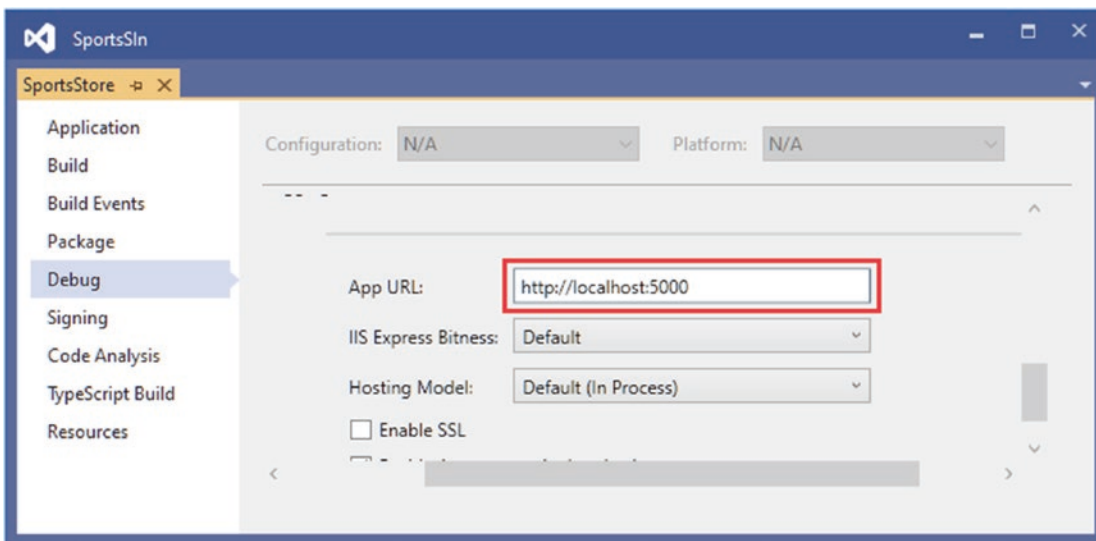 SportsSln
SportsStore
Application
Build
Build Events
Package
Debug
Signing
Code Analysis
TypeScript Build
Resources
Configuration: N/A Platform: N/A
App URL: http://localhost:5000
IIS Express Bitness: Default
Hosting Model: Default (In Process)
Enable SSL